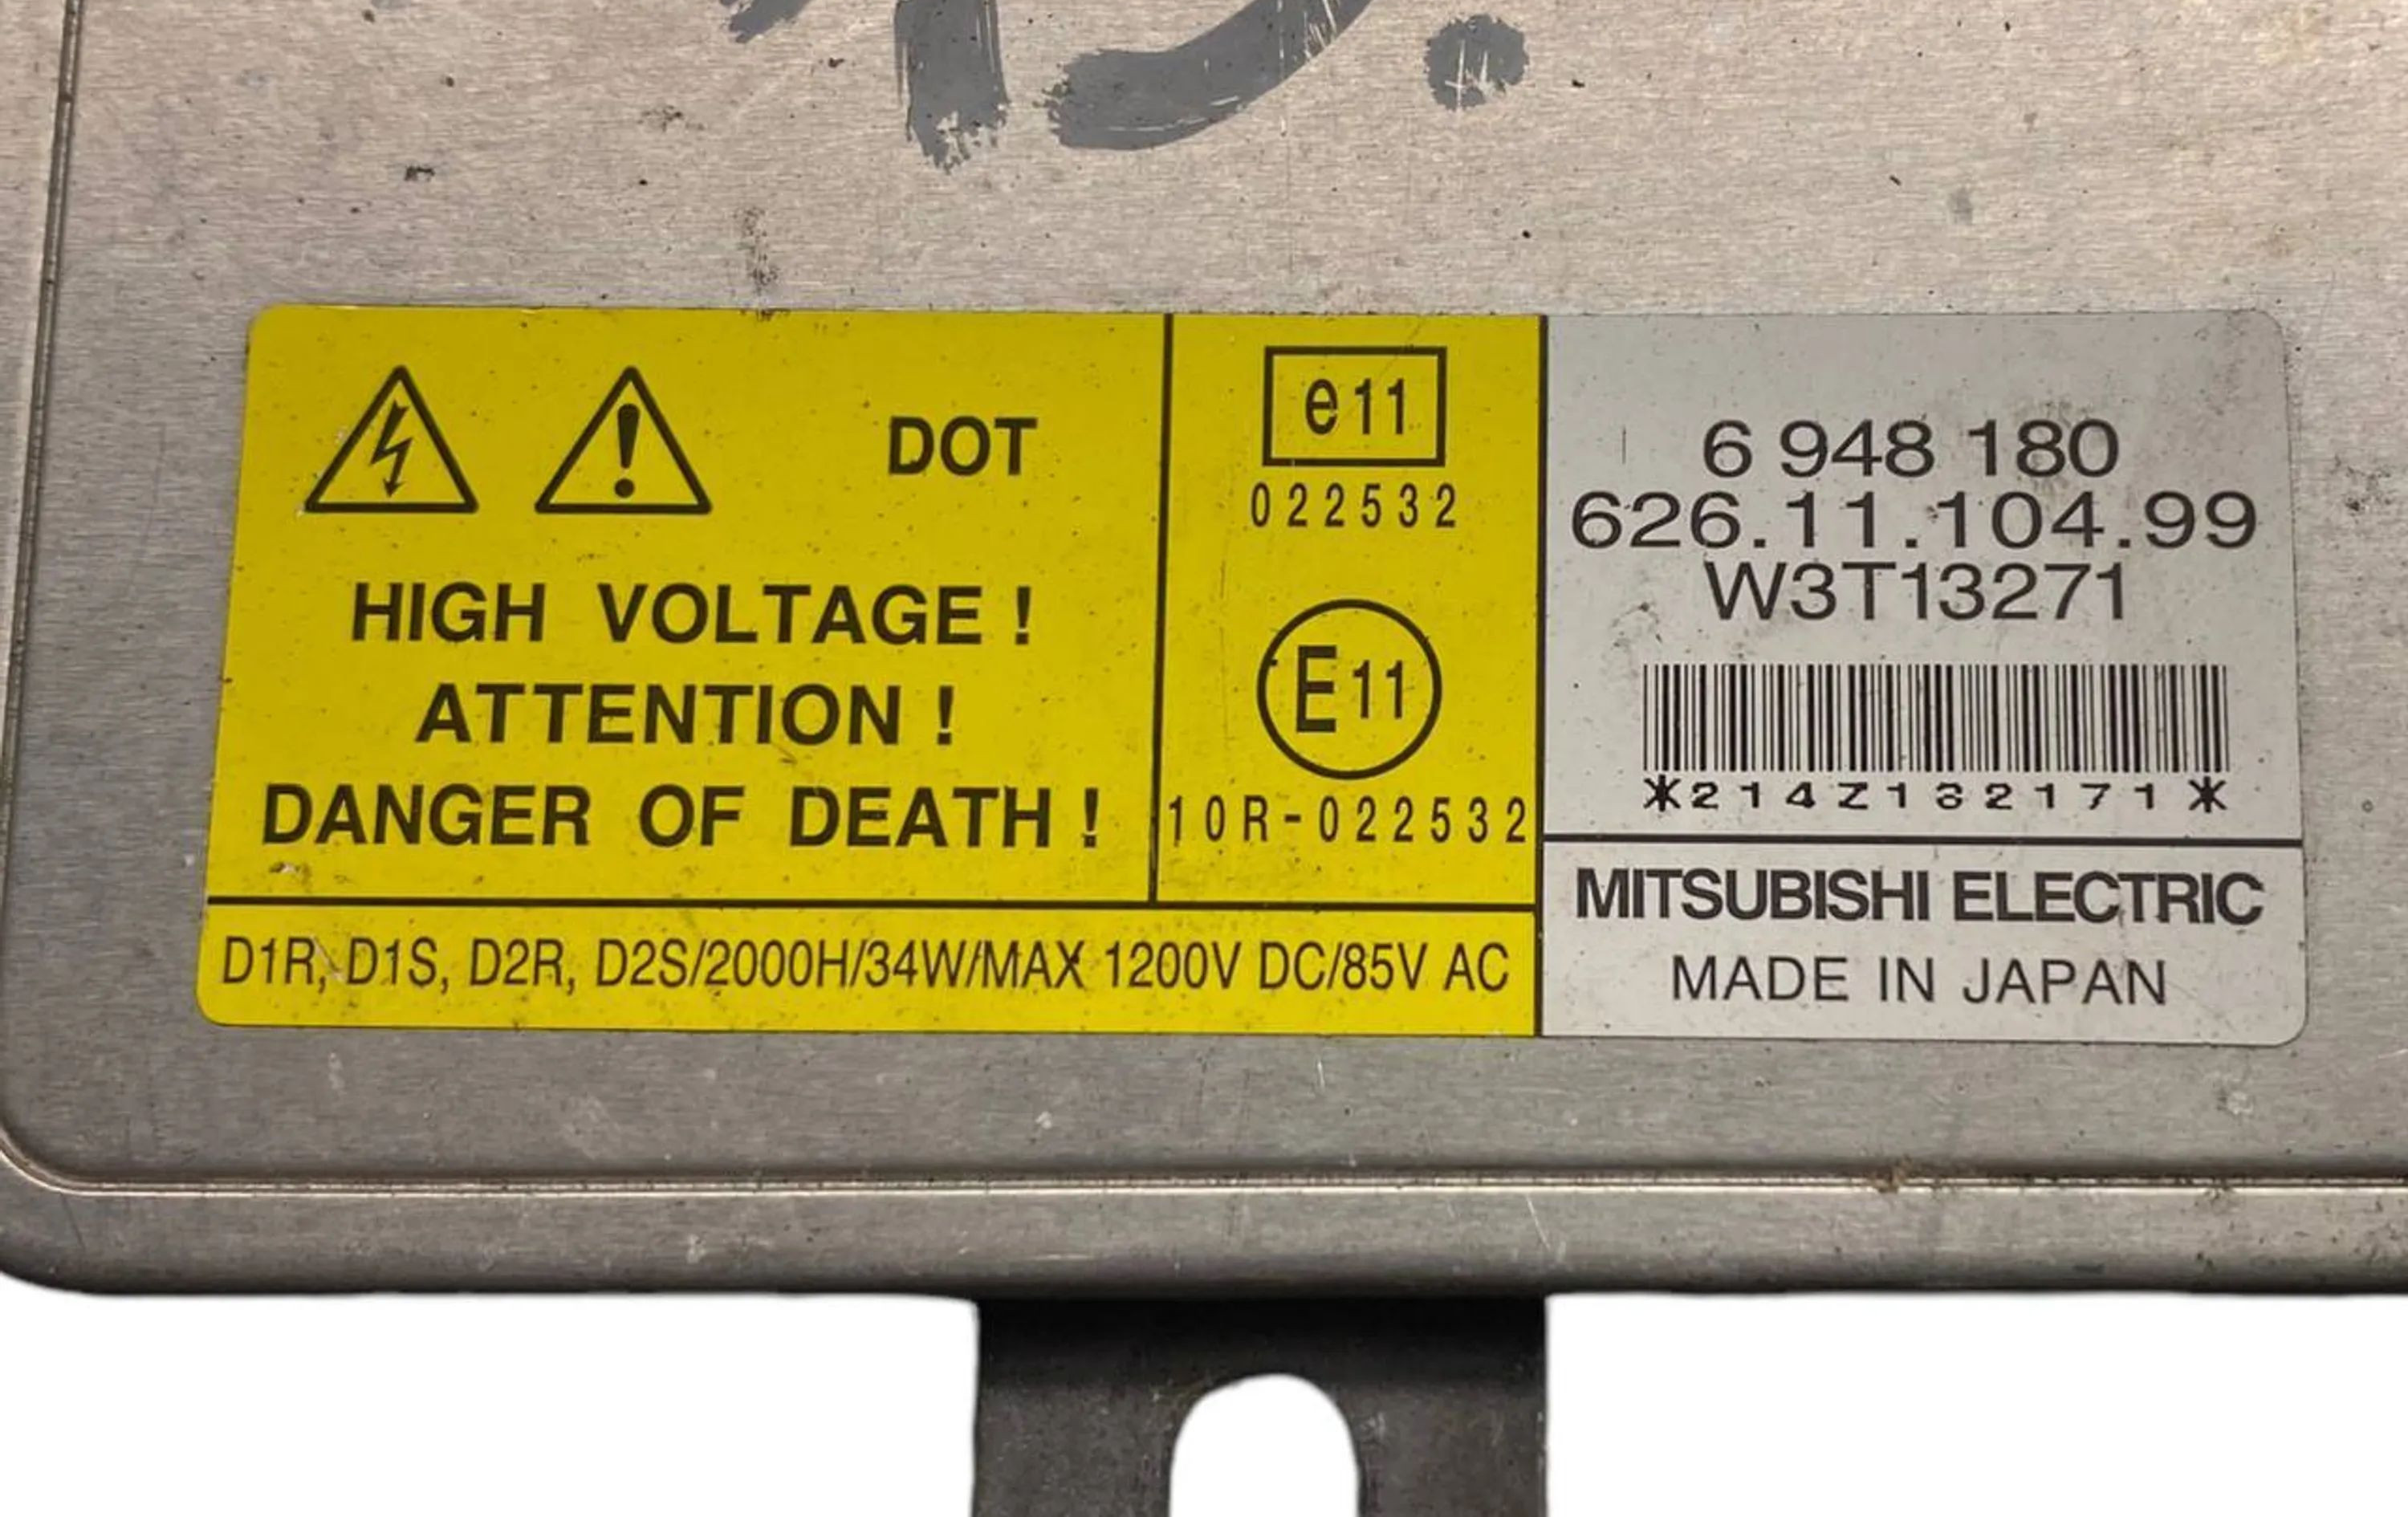 DOT
HIGH VOLTAGE !
ATTENTION !
DANGER OF DEATH !
e11
022532
E11
10R-022532
D1R, D1S, D2R, D2S/2000H/34W/MAX 1200V DC/85V AC
6 948 180
626.11.104.99
W3T13271
*214Z132171*
MITSUBISHI ELECTRIC
MADE IN JAPAN